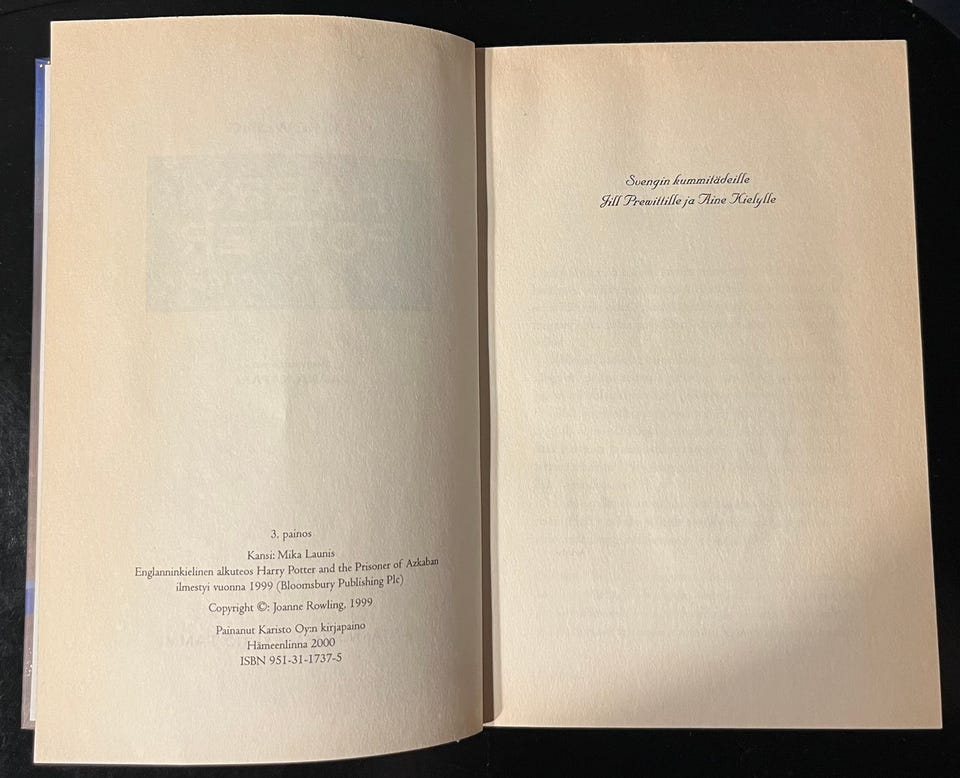 3. painos
Kansi: Mika Launis
Englanninkielinen alkuteos Harry Potter and the Prisoner of Azkaban
ilmestyi vuonna 1999 (Bloomsbury Publishing Plc)
Copyright ©: Joanne Rowling, 1999
Painanut Karisto Oy:n kirjapaino
Hämeenlinna 2000
ISBN 951-31-1737-5
Svengin kummitädeille
Jill Prewittille ja Aine Kielylle